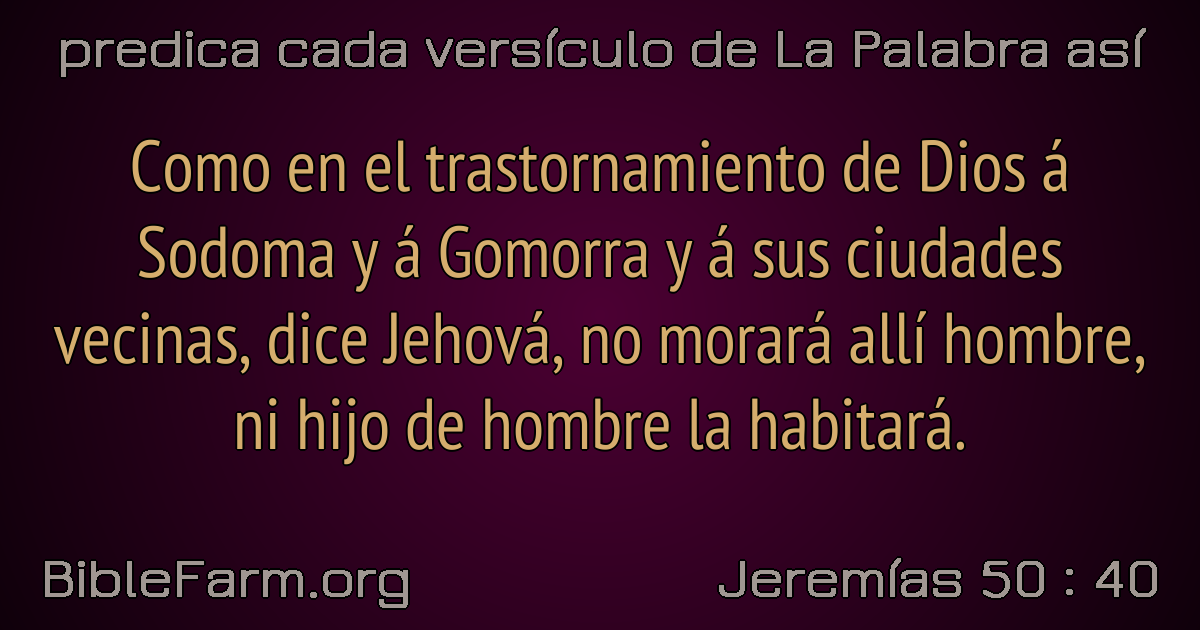 predica cada versículo de La Palabra así
Como en el trastornamiento de Dios á
Sodoma y á Gomorra y á sus ciudades
vecinas, dice Jehová, no morará allí hombre,
ni hijo de hombre la habitará.
BibleFarm.org
Jeremías 50 : 40